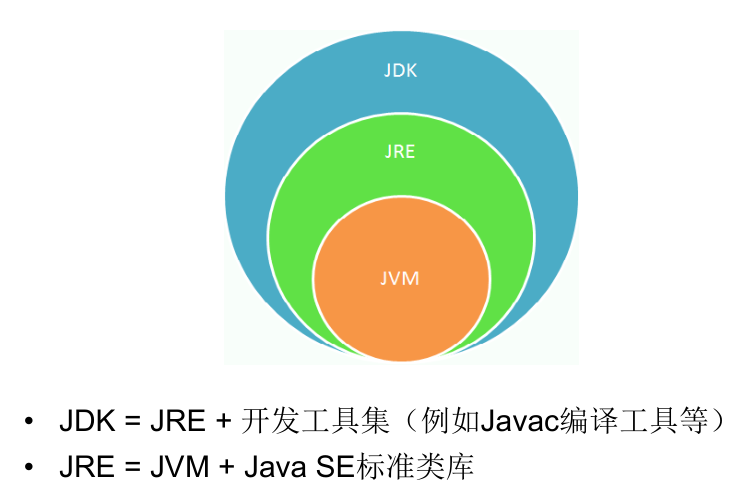 JDK
JRE
JVM
• JDK = JRE + 开发工具集（例如Javac编译工具等）
• JRE = JVM + Java SE标准类库